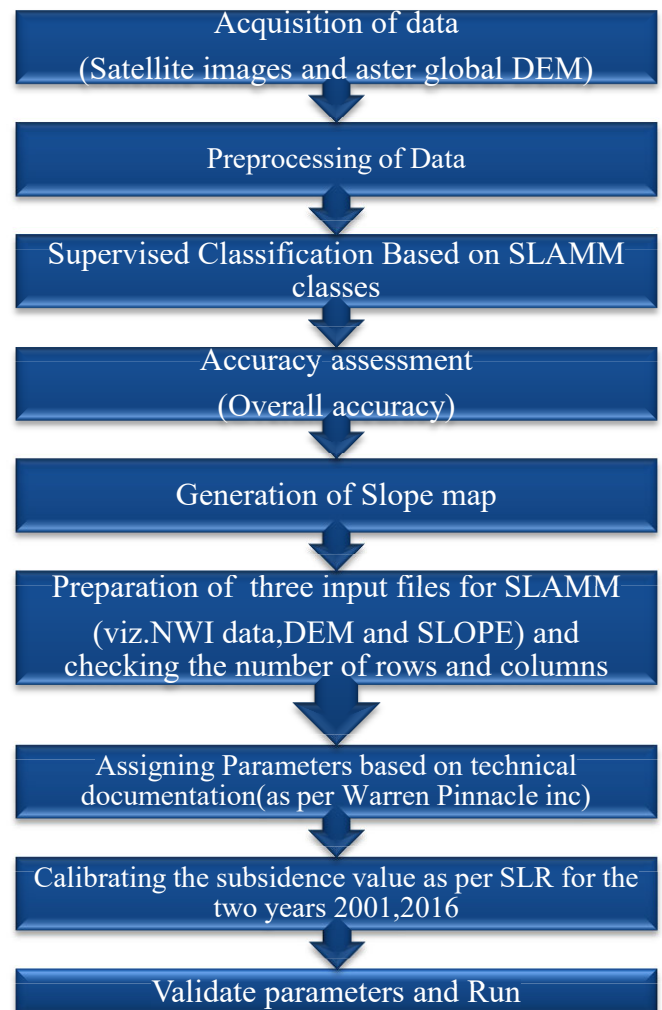 Acquisition of data
(Satellite images and aster global DEM)
Preprocessing of Data
Supervised Classification Based on SLAMM
classes
Accuracy assessment
(Overall accuracy)
Generation of Slope map
Preparation of three input files for SLAMM
(viz.NWI data,DEM and SLOPE) and
checking the number of rows and columns
Assigning Parameters based on technical
documentation(as per Warren Pinnacle inc)
Calibrating the subsidence value as per SLR for the
two years 2001,2016
Validate parameters and Run